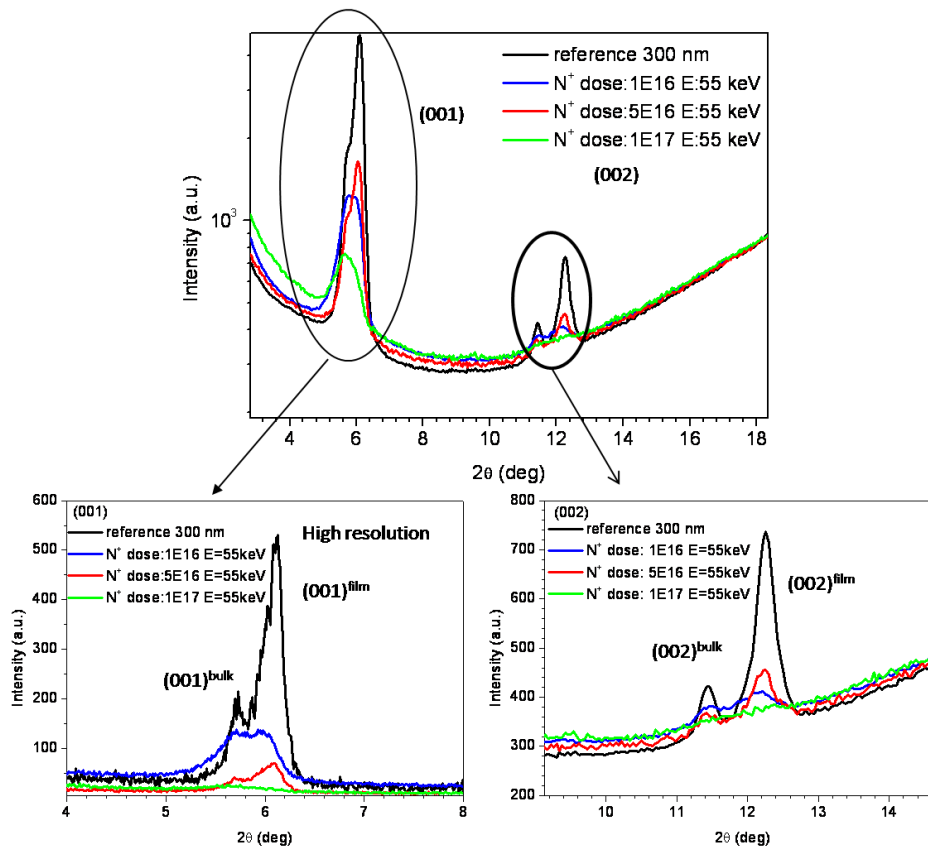 reference 300 nm
N⁺ dose:1E16 E:55 keV
N⁺ dose:5E16 E:55 keV
N⁺ dose:1E17 E:55 keV
(001)
(002)
10³
Intensity (a.u.)
4 6 8 10 12 14 16 18
2θ (deg)
(001)
reference 300 nm
N⁺ dose:1E16 E=55keV
N⁺ dose:5E16 E=55keV
N⁺ dose:1E17 E=55keV
High resolution
(001)ᶠⁱˡᵐ
(001)ᵇᵘˡᵏ
600
500
400
300
200
100
Intensity (a.u.)
4 5 6 7 8
2θ (deg)
(002)
reference 300 nm
N⁺ dose: 1E16 E=55keV
N⁺ dose: 5E16 E=55keV
N⁺ dose: 1E17 E=55keV
(002)ᶠⁱˡᵐ
(002)ᵇᵘˡᵏ
800
700
600
500
400
300
200
Intensity (a.u.)
10 11 12 13 14
2θ (deg)